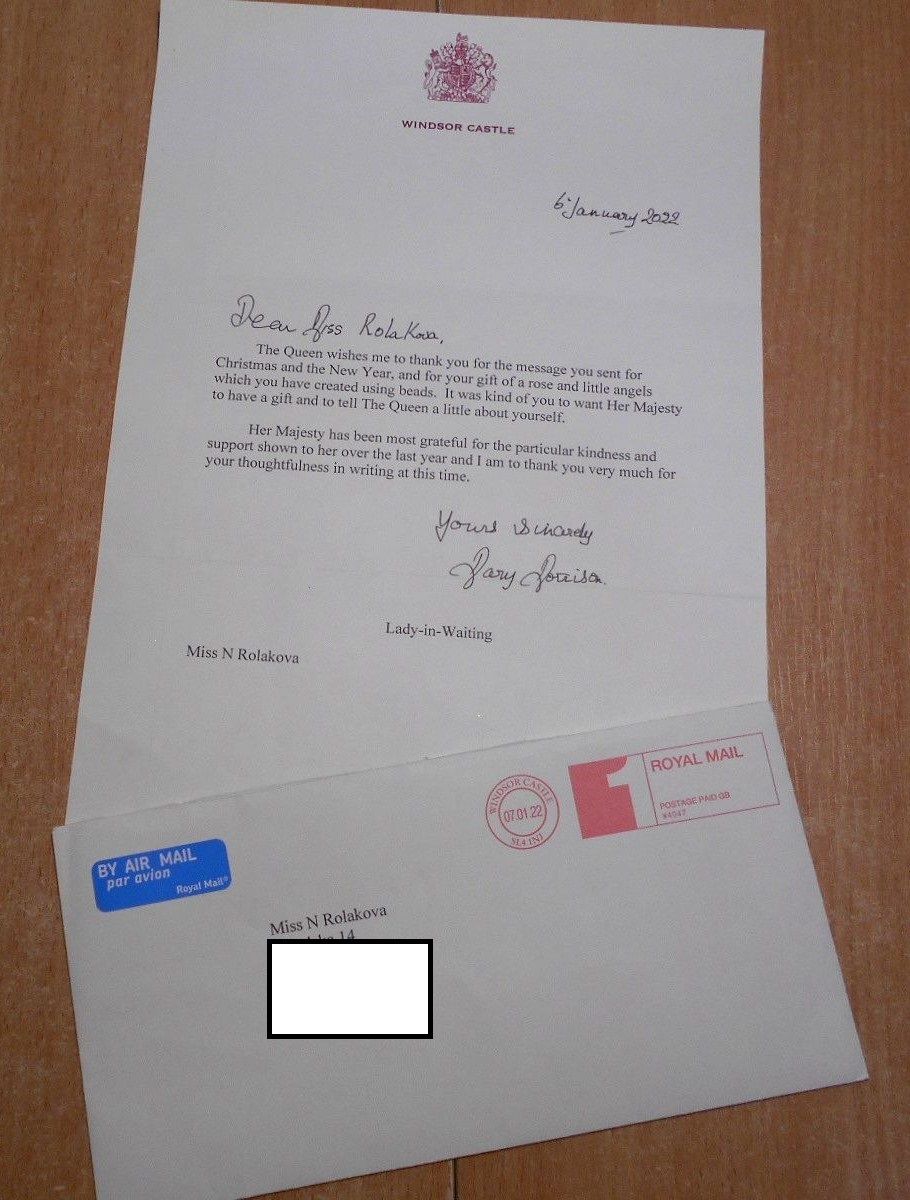 WINDSOR CASTLE
6 January 2022
Dear Miss Rolakova,
The Queen wishes me to thank you for the message you sent for
Christmas and the New Year, and for your gift of a rose and little angels
which you have created using beads. It was kind of you to want Her Majesty
to have a gift and to tell The Queen a little about yourself.
Her Majesty has been most grateful for the particular kindness and
support shown to her over the last year and I am to thank you very much for
your thoughtfulness in writing at this time.
Yours sincerely
Mary Morrison.
Lady-in-Waiting
Miss N Rolakova
WINDSOR CASTLE
07.01.22
SL4 1NJ
1
ROYAL MAIL
POSTAGE PAID GB
BY AIR MAIL
par avion
Royal Mail®
Miss N Rolakova
14